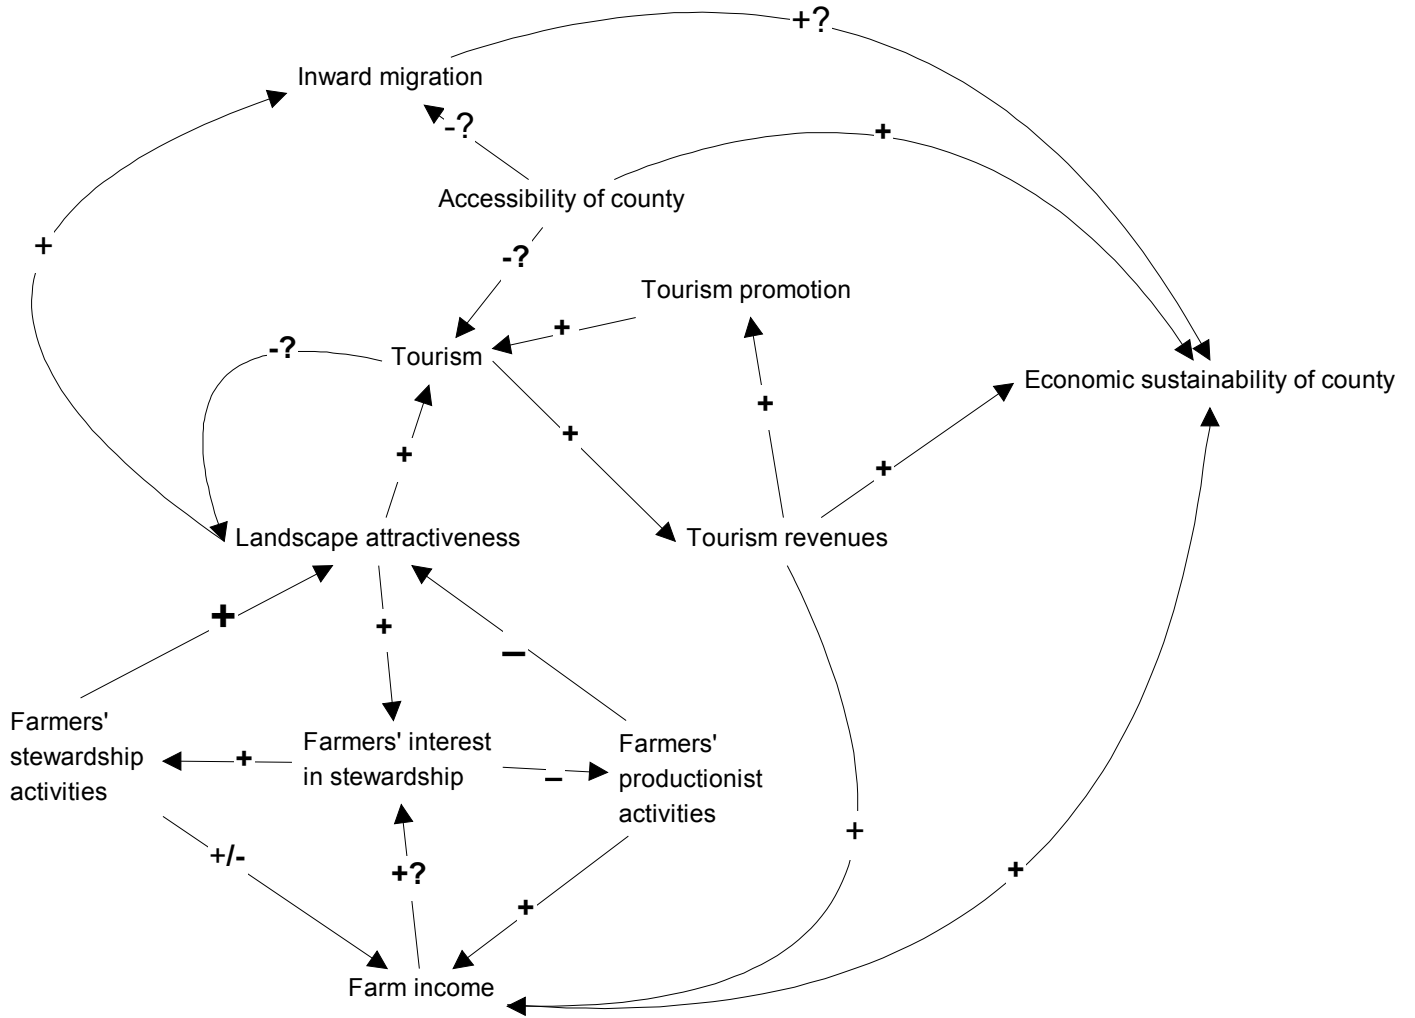 +?
Inward migration
-?
+
Accessibility of county
+
-?
Tourism promotion
+
-?
Tourism
Economic sustainability of county
+
+
+
+
Landscape attractiveness
Tourism revenues
+
+
–
Farmers'
stewardship
activities
+
Farmers' interest
in stewardship
–
Farmers'
productionist
activities
+
+/-
+?
+
+
Farm income